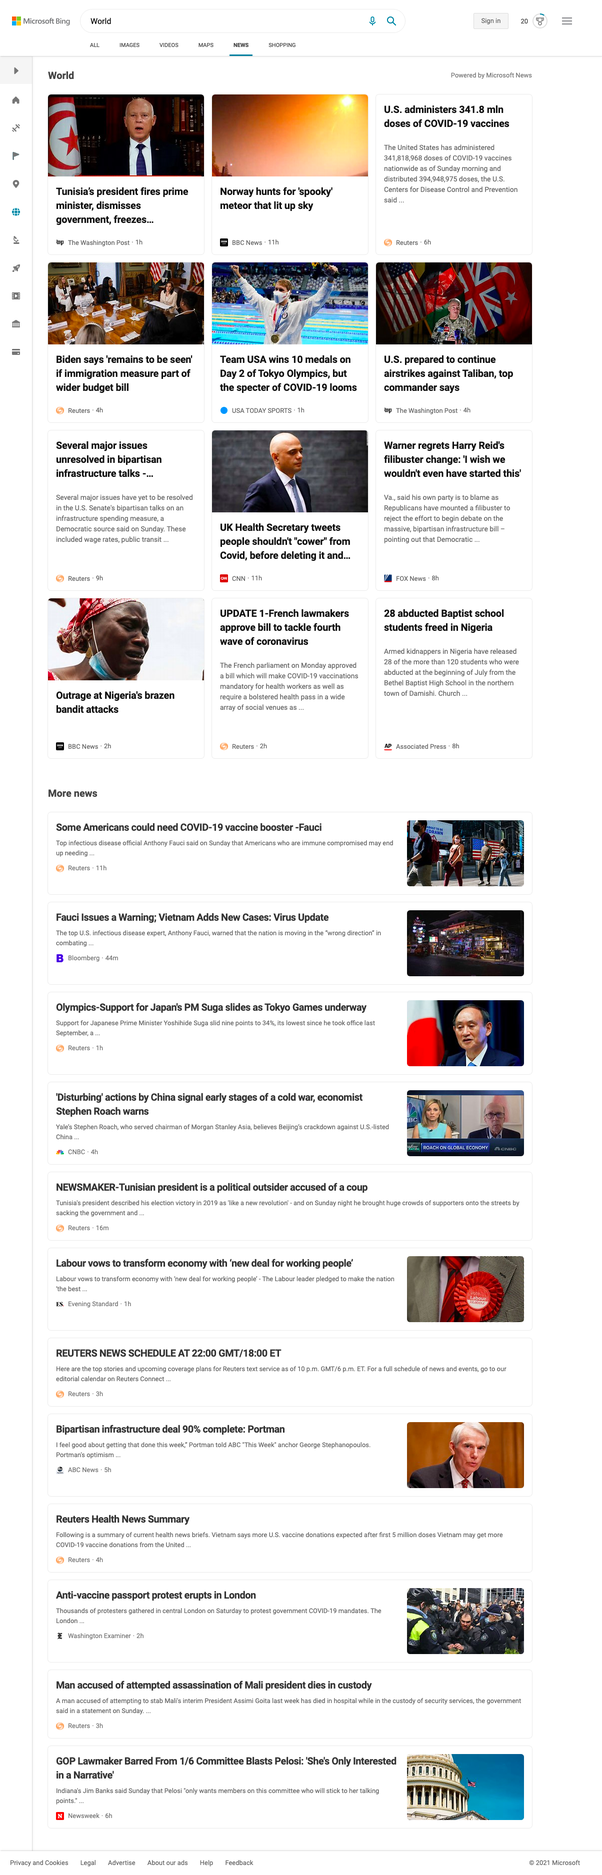 Microsoft Bing
World
Sign in
20
ALL IMAGES VIDEOS MAPS NEWS SHOPPING
World
Powered by Microsoft News
Tunisia's president fires prime
minister, dismisses
government, freezes...
The Washington Post · 1h
Norway hunts for 'spooky'
meteor that lit up sky
BBC News · 11h
U.S. administers 341.8 mln
doses of COVID-19 vaccines
The United States has administered
341,818,968 doses of COVID-19 vaccines
nationwide as of Sunday morning and
distributed 394,948,975 doses, the U.S.
Centers for Disease Control and Prevention
said ...
Reuters · 6h
Biden says 'remains to be seen'
if immigration measure part of
wider budget bill
Reuters · 4h
Team USA wins 10 medals on
Day 2 of Tokyo Olympics, but
the specter of COVID-19 looms
USA TODAY SPORTS · 1h
U.S. prepared to continue
airstrikes against Taliban, top
commander says
The Washington Post · 4h
Several major issues
unresolved in bipartisan
infrastructure talks -...
Several major issues have yet to be resolved
in the U.S. Senate's bipartisan talks on an
infrastructure spending measure, a
Democratic source said on Sunday. These
included wage rates, public transit ...
Reuters · 9h
UK Health Secretary tweets
people shouldn't "cower" from
Covid, before deleting it and...
CNN · 11h
Warner regrets Harry Reid's
filibuster change: 'I wish we
wouldn't even have started this'
Va., said his own party is to blame as
Republicans have mounted a filibuster to
reject the effort to begin debate on the
massive, bipartisan infrastructure bill –
pointing out that Democratic ...
FOX News · 8h
Outrage at Nigeria's brazen
bandit attacks
BBC News · 2h
UPDATE 1-French lawmakers
approve bill to tackle fourth
wave of coronavirus
The French parliament on Monday approved
a bill which will make COVID-19 vaccinations
mandatory for health workers as well as
require a bolstered health pass in a wide
array of social venues as ...
Reuters · 2h
28 abducted Baptist school
students freed in Nigeria
Armed kidnappers in Nigeria have released
28 of the more than 120 students who were
abducted at the beginning of July from the
Bethel Baptist High School in the northern
town of Damishi. Church ...
AP Associated Press · 8h
More news
Some Americans could need COVID-19 vaccine booster -Fauci
Top infectious disease official Anthony Fauci said on Sunday that Americans who are immune compromised may end
up needing ...
Reuters · 11h
Fauci Issues a Warning; Vietnam Adds New Cases: Virus Update
The top U.S. infectious disease expert, Anthony Fauci, warned that the nation is moving in the "wrong direction" in
combating ...
B Bloomberg · 44m
Olympics-Support for Japan's PM Suga slides as Tokyo Games underway
Support for Japanese Prime Minister Yoshihide Suga slid nine points to 34%, its lowest since he took office last
September, a ...
Reuters · 1h
'Disturbing' actions by China signal early stages of a cold war, economist
Stephen Roach warns
Yale's Stephen Roach, who served chairman of Morgan Stanley Asia, believes Beijing's crackdown against U.S.-listed
China ...
CNBC · 4h
ROACH ON GLOBAL ECONOMY
CNBC
NEWSMAKER-Tunisian president is a political outsider accused of a coup
Tunisia's president described his election victory in 2019 as 'like a new revolution' - and on Sunday night he brought huge crowds of supporters onto the streets by
sacking the government and ...
Reuters · 16m
Labour vows to transform economy with 'new deal for working people'
Labour vows to transform economy with 'new deal for working people' - The Labour leader pledged to make the nation
'the best ...
ES Evening Standard · 1h
Labour
REUTERS NEWS SCHEDULE AT 22:00 GMT/18:00 ET
Here are the top stories and upcoming coverage plans for Reuters text service as of 10 p.m. GMT/6 p.m. ET. For a full schedule of news and events, go to our
editorial calendar on Reuters Connect ...
Reuters · 3h
Bipartisan infrastructure deal 90% complete: Portman
I feel good about getting that done this week," Portman told ABC "This Week" anchor George Stephanopoulos.
Portman's optimism ...
ABC News · 5h
Reuters Health News Summary
Following is a summary of current health news briefs. Vietnam says more U.S. vaccine donations expected after first 5 million doses Vietnam may get more
COVID-19 vaccine donations from the United ...
Reuters · 4h
Anti-vaccine passport protest erupts in London
Thousands of protesters gathered in central London on Saturday to protest government COVID-19 mandates. The
London ...
Washington Examiner · 2h
Man accused of attempted assassination of Mali president dies in custody
A man accused of attempting to stab Mali's interim President Assimi Goita last week has died in hospital while in the custody of security services, the government
said in a statement on Sunday. ...
Reuters · 3h
GOP Lawmaker Barred From 1/6 Committee Blasts Pelosi: 'She's Only Interested
in a Narrative'
Indiana's Jim Banks said Sunday that Pelosi "only wants members on this committee who will stick to her talking
points." ...
N Newsweek · 6h
Privacy and Cookies Legal Advertise About our ads Help Feedback
© 2021 Microsoft